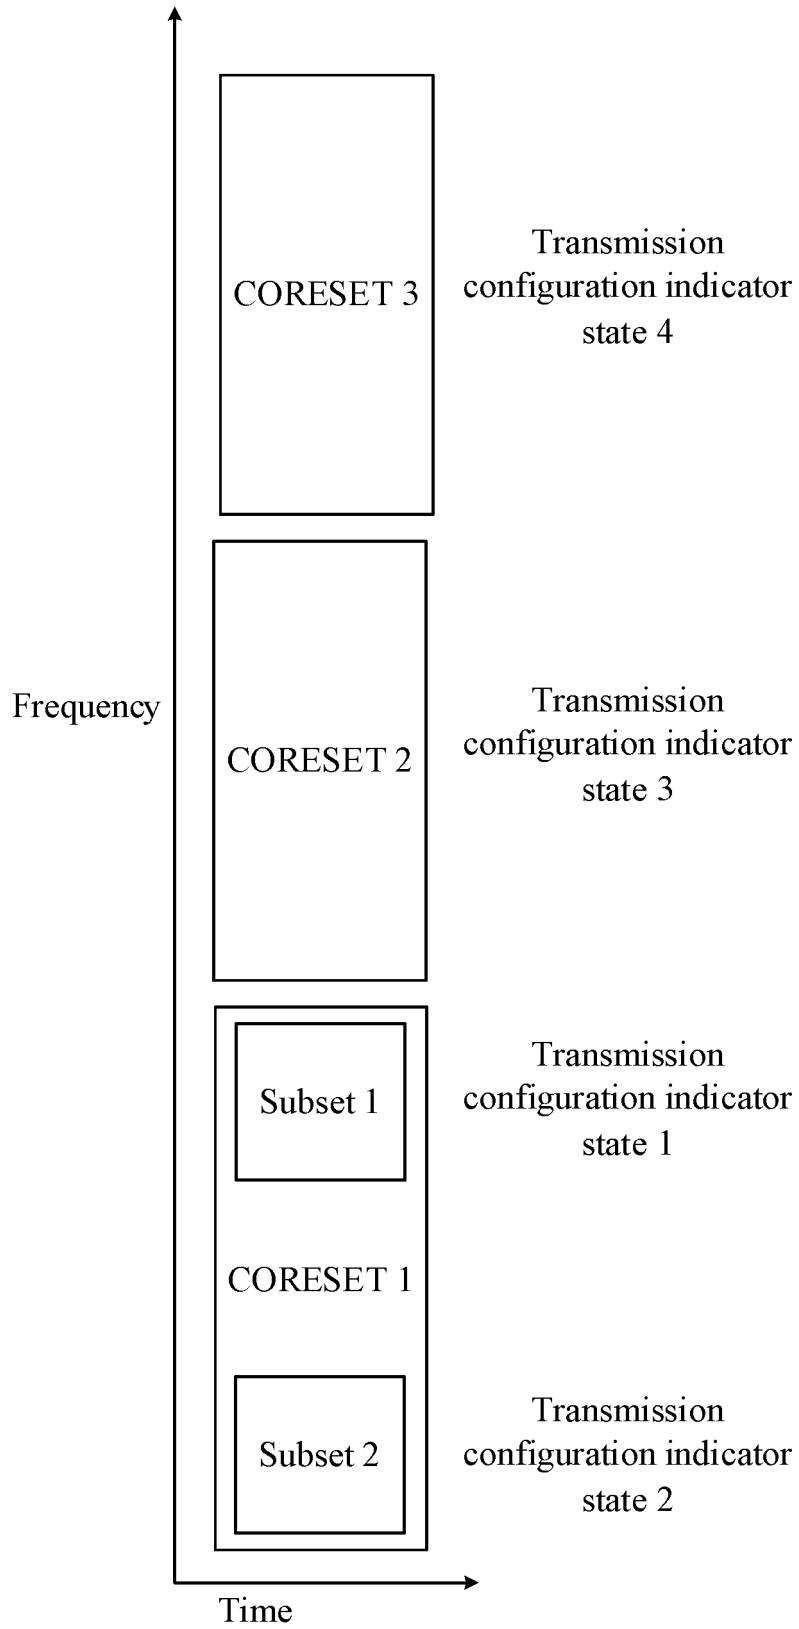 CORESET 3
Transmission
configuration indicator
state 4
Frequency
CORESET 2
Transmission
configuration indicator
state 3
Subset 1
Transmission
configuration indicator
state 1
CORESET 1
Subset 2
Transmission
configuration indicator
state 2
Time